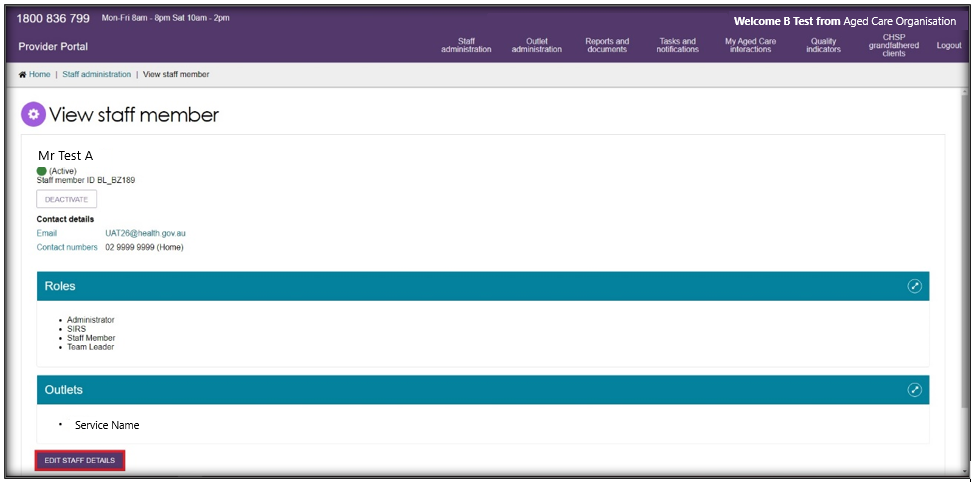 1800 836 799 Mon-Fri 8am - 8pm Sat 10am - 2pm
Welcome B Test from Aged Care Organisation
Provider Portal
Staff administration
Outlet administration
Reports and documents
Tasks and notifications
My Aged Care interactions
Quality indicators
CHSP grandfathered clients
Logout
Home | Staff administration | View staff member
View staff member
Mr Test A
(Active)
Staff member ID BL_BZ189
DEACTIVATE
Contact details
Email UAT26@health.gov.au
Contact numbers 02 9999 9999 (Home)
Roles
• Administrator
• SIRS
• Staff Member
• Team Leader
Outlets
• Service Name
EDIT STAFF DETAILS